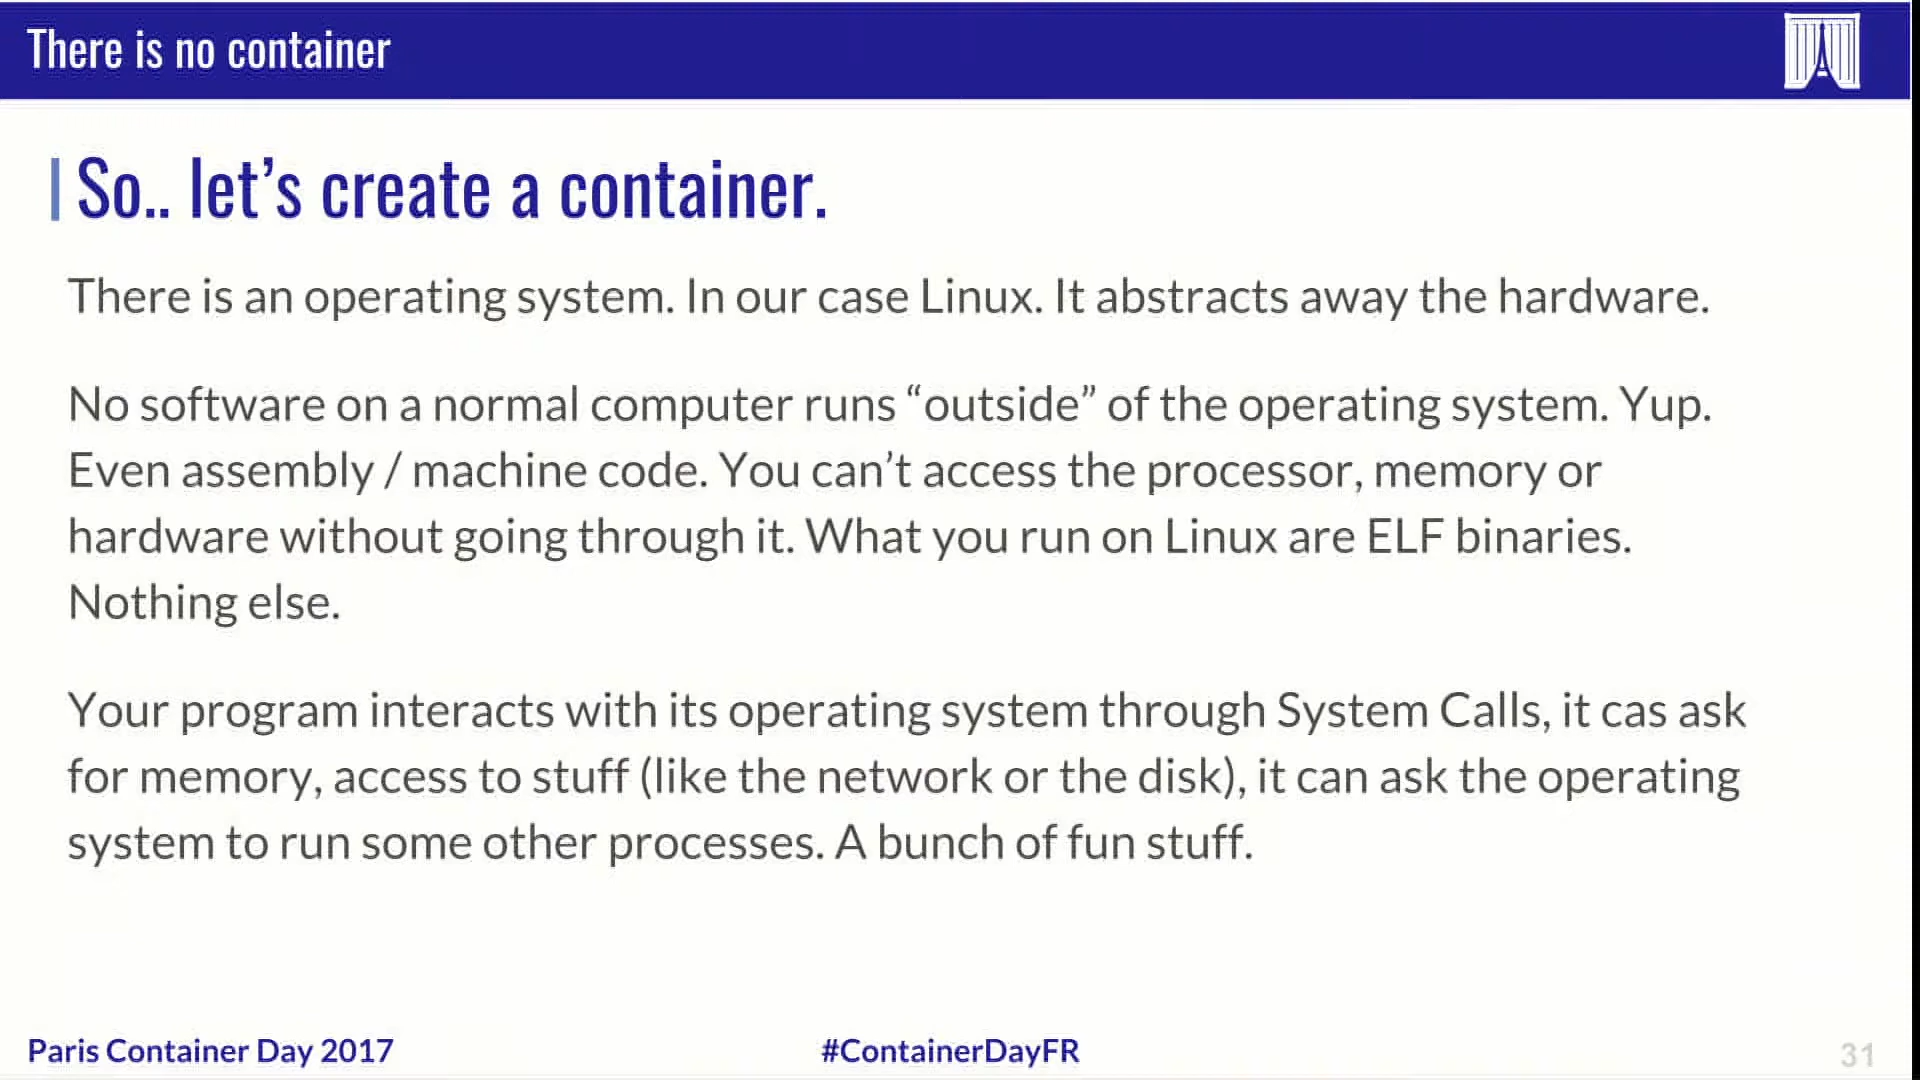 There is no container
So.. let’s create a container.
There is an operating system. In our case Linux. It abstracts away the hardware.
No software on a normal computer runs “outside” of the operating system. Yup.
Even assembly / machine code. You can’t access the processor, memory or
hardware without going through it. What you run on Linux are ELF binaries.
Nothing else.
Your program interacts with its operating system through System Calls, it cas ask
for memory, access to stuff (like the network or the disk), it can ask the operating
system to run some other processes. A bunch of fun stuff.
Paris Container Day 2017
#ContainerDayFR
31